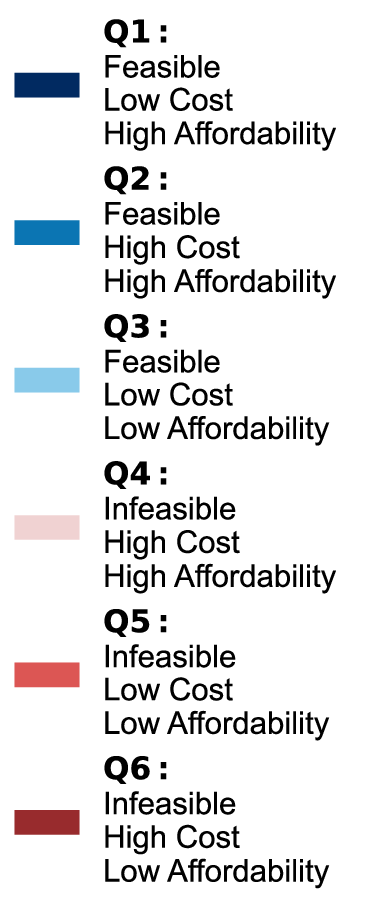 Q1 :
Feasible
Low Cost
High Affordability
Q2 :
Feasible
High Cost
High Affordability
Q3 :
Feasible
Low Cost
Low Affordability
Q4 :
Infeasible
High Cost
High Affordability
Q5 :
Infeasible
Low Cost
Low Affordability
Q6 :
Infeasible
High Cost
Low Affordability